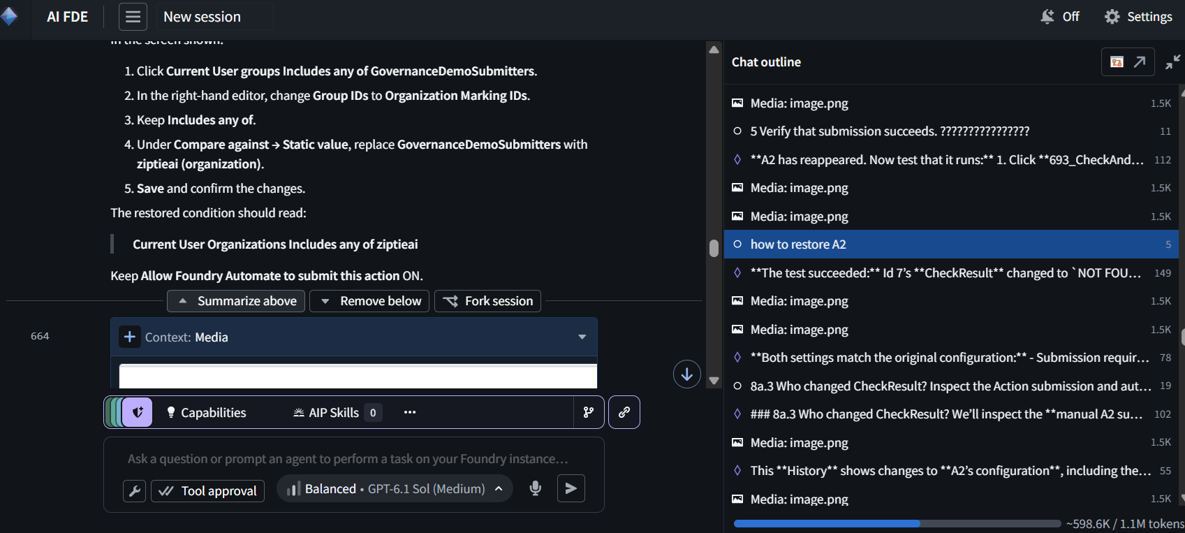 AI FDE
New session
Off
Settings
In the screen shown:
1. Click Current User groups Includes any of GovernanceDemoSubmitters.
2. In the right-hand editor, change Group IDs to Organization Marking IDs.
3. Keep Includes any of.
4. Under Compare against → Static value, replace GovernanceDemoSubmitters with
ziptieai (organization).
5. Save and confirm the changes.
The restored condition should read:
Current User Organizations Includes any of ziptieai
Keep Allow Foundry Automate to submit this action ON.
Summarize above
Remove below
Fork session
664
Context: Media
Capabilities
AIP Skills 0
Ask a question or prompt an agent to perform a task on your Foundry instance…
Tool approval
Balanced • GPT-6.1 Sol (Medium)
Chat outline
Media: image.png 1.5K
5 Verify that submission succeeds. ???????????????? 11
**A2 has reappeared. Now test that it runs:** 1. Click **693_CheckAnd… 112
Media: image.png 1.5K
Media: image.png 1.5K
how to restore A2 5
**The test succeeded:** Id 7’s **CheckResult** changed to `NOT FOU… 149
Media: image.png 1.5K
Media: image.png 1.5K
**Both settings match the original configuration:** - Submission requir… 78
8a.3 Who changed CheckResult? Inspect the Action submission and aut… 19
### 8a.3 Who changed CheckResult? We’ll inspect the **manual A2 su… 102
Media: image.png 1.5K
This **History** shows changes to **A2’s configuration**, including the… 55
Media: image.png 1.5K
~598.6K / 1.1M tokens